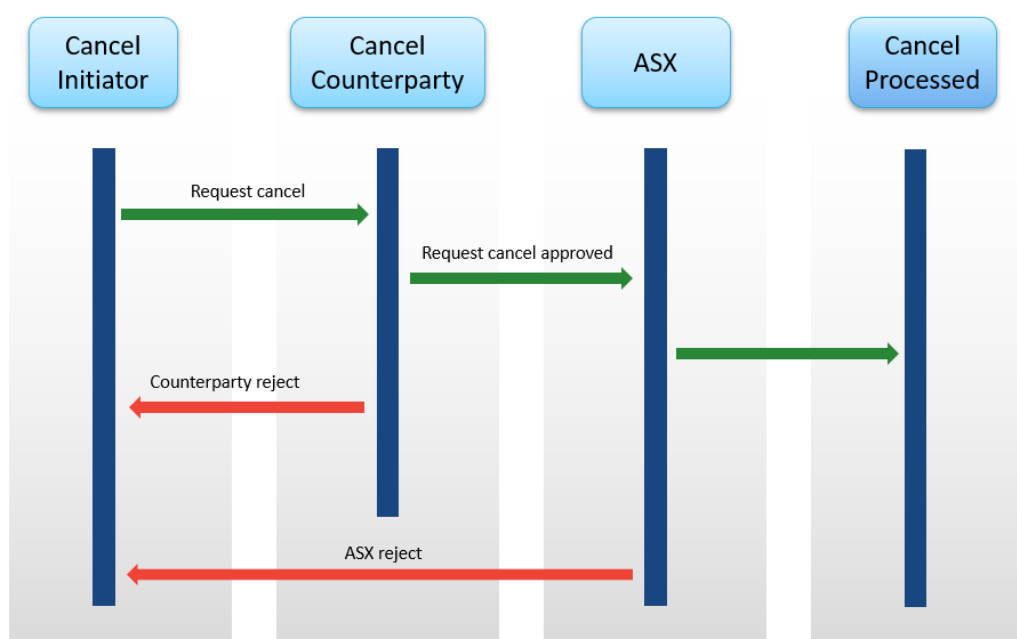 Cancel
Initiator
Cancel
Counterparty
ASX
Cancel
Processed
Request cancel
Request cancel approved
Counterparty reject
ASX reject